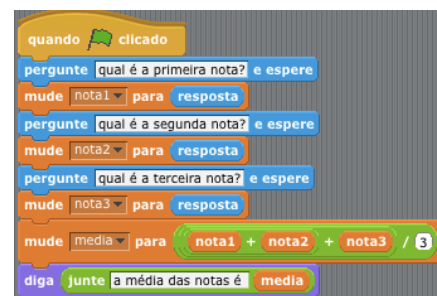 quando clicado
pergunte qual é a primeira nota? e espere
mude nota1 para resposta
pergunte qual é a segunda nota? e espere
mude nota2 para resposta
pergunte qual é a terceira nota? e espere
mude nota3 para resposta
mude media para nota1 + nota2 + nota3 / 3
diga junte a média das notas é media